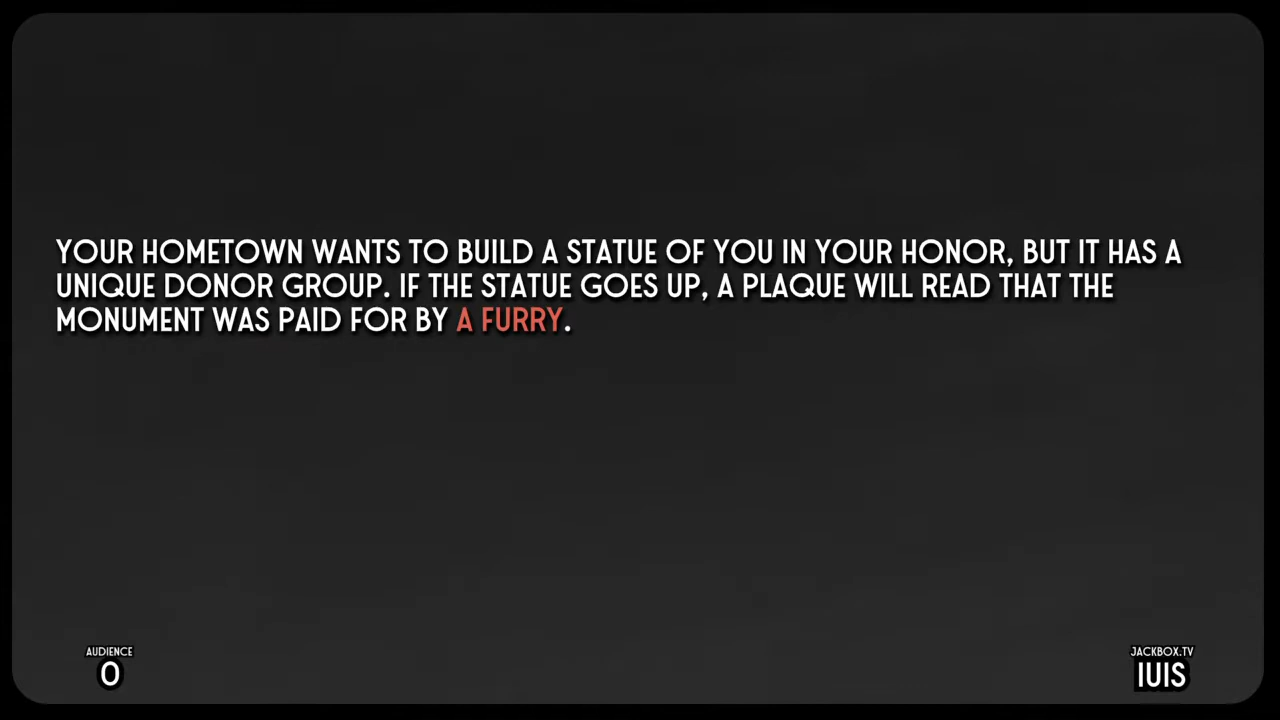 YOUR HOMETOWN WANTS TO BUILD A STATUE OF YOU IN YOUR HONOR, BUT IT HAS A
UNIQUE DONOR GROUP. IF THE STATUE GOES UP, A PLAQUE WILL READ THAT THE
MONUMENT WAS PAID FOR BY A FURRY.
AUDIENCE
0
JACKBOX.TV
IUIS